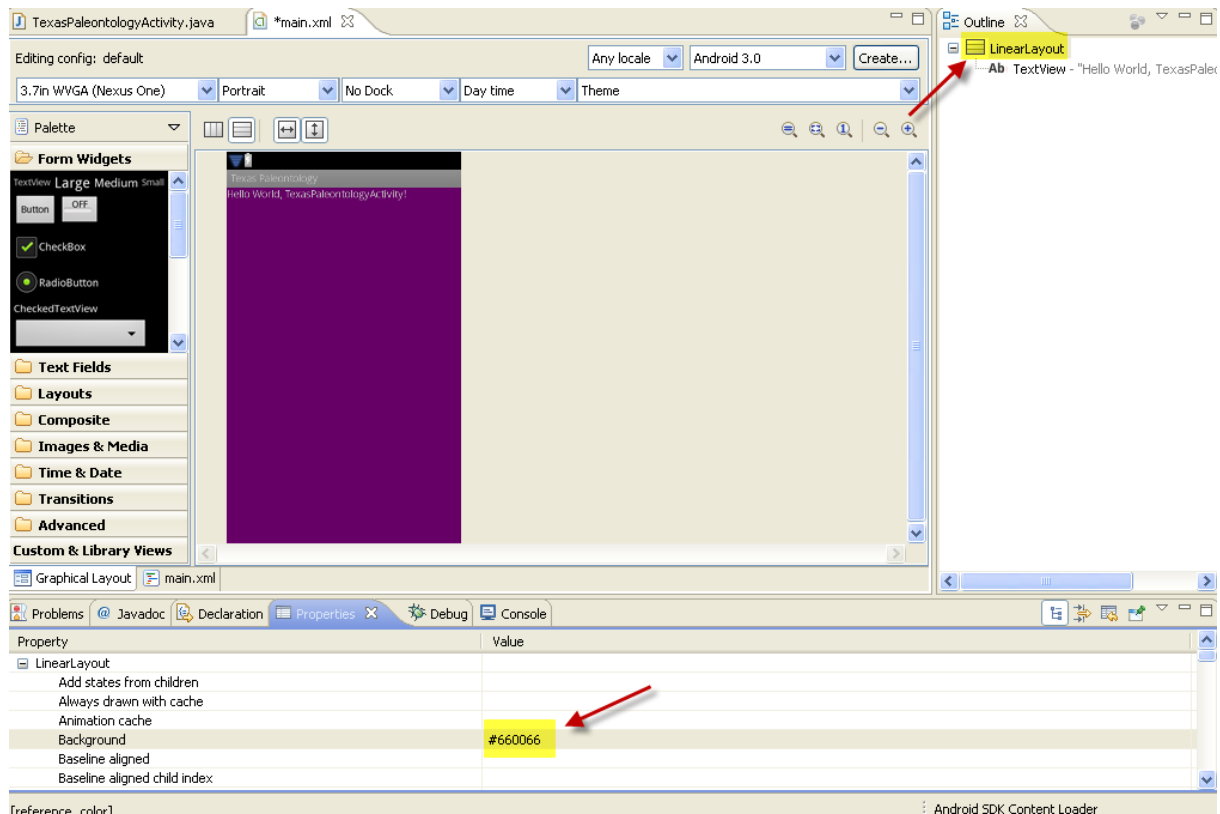 TexasPaleontologyActivity.java
*main.xml
Outline
Editing config: default
Any locale
Android 3.0
Create...
LinearLayout
Ab TextView - "Hello World, TexasPaleo
3.7in WVGA (Nexus One)
Portrait
No Dock
Day time
Theme
Palette
Form Widgets
TextView Large Medium Small
Button
OFF
CheckBox
RadioButton
CheckedTextView
Text Fields
Layouts
Composite
Images & Media
Time & Date
Transitions
Advanced
Custom & Library Views
Texas Paleontology
Hello World, TexasPaleontologyActivity!
Graphical Layout
main.xml
Problems
@ Javadoc
Declaration
Properties
Debug
Console
Property Value
LinearLayout
Add states from children
Always drawn with cache
Animation cache
Background #660066
Baseline aligned
Baseline aligned child index
[reference, color]
Android SDK Content Loader